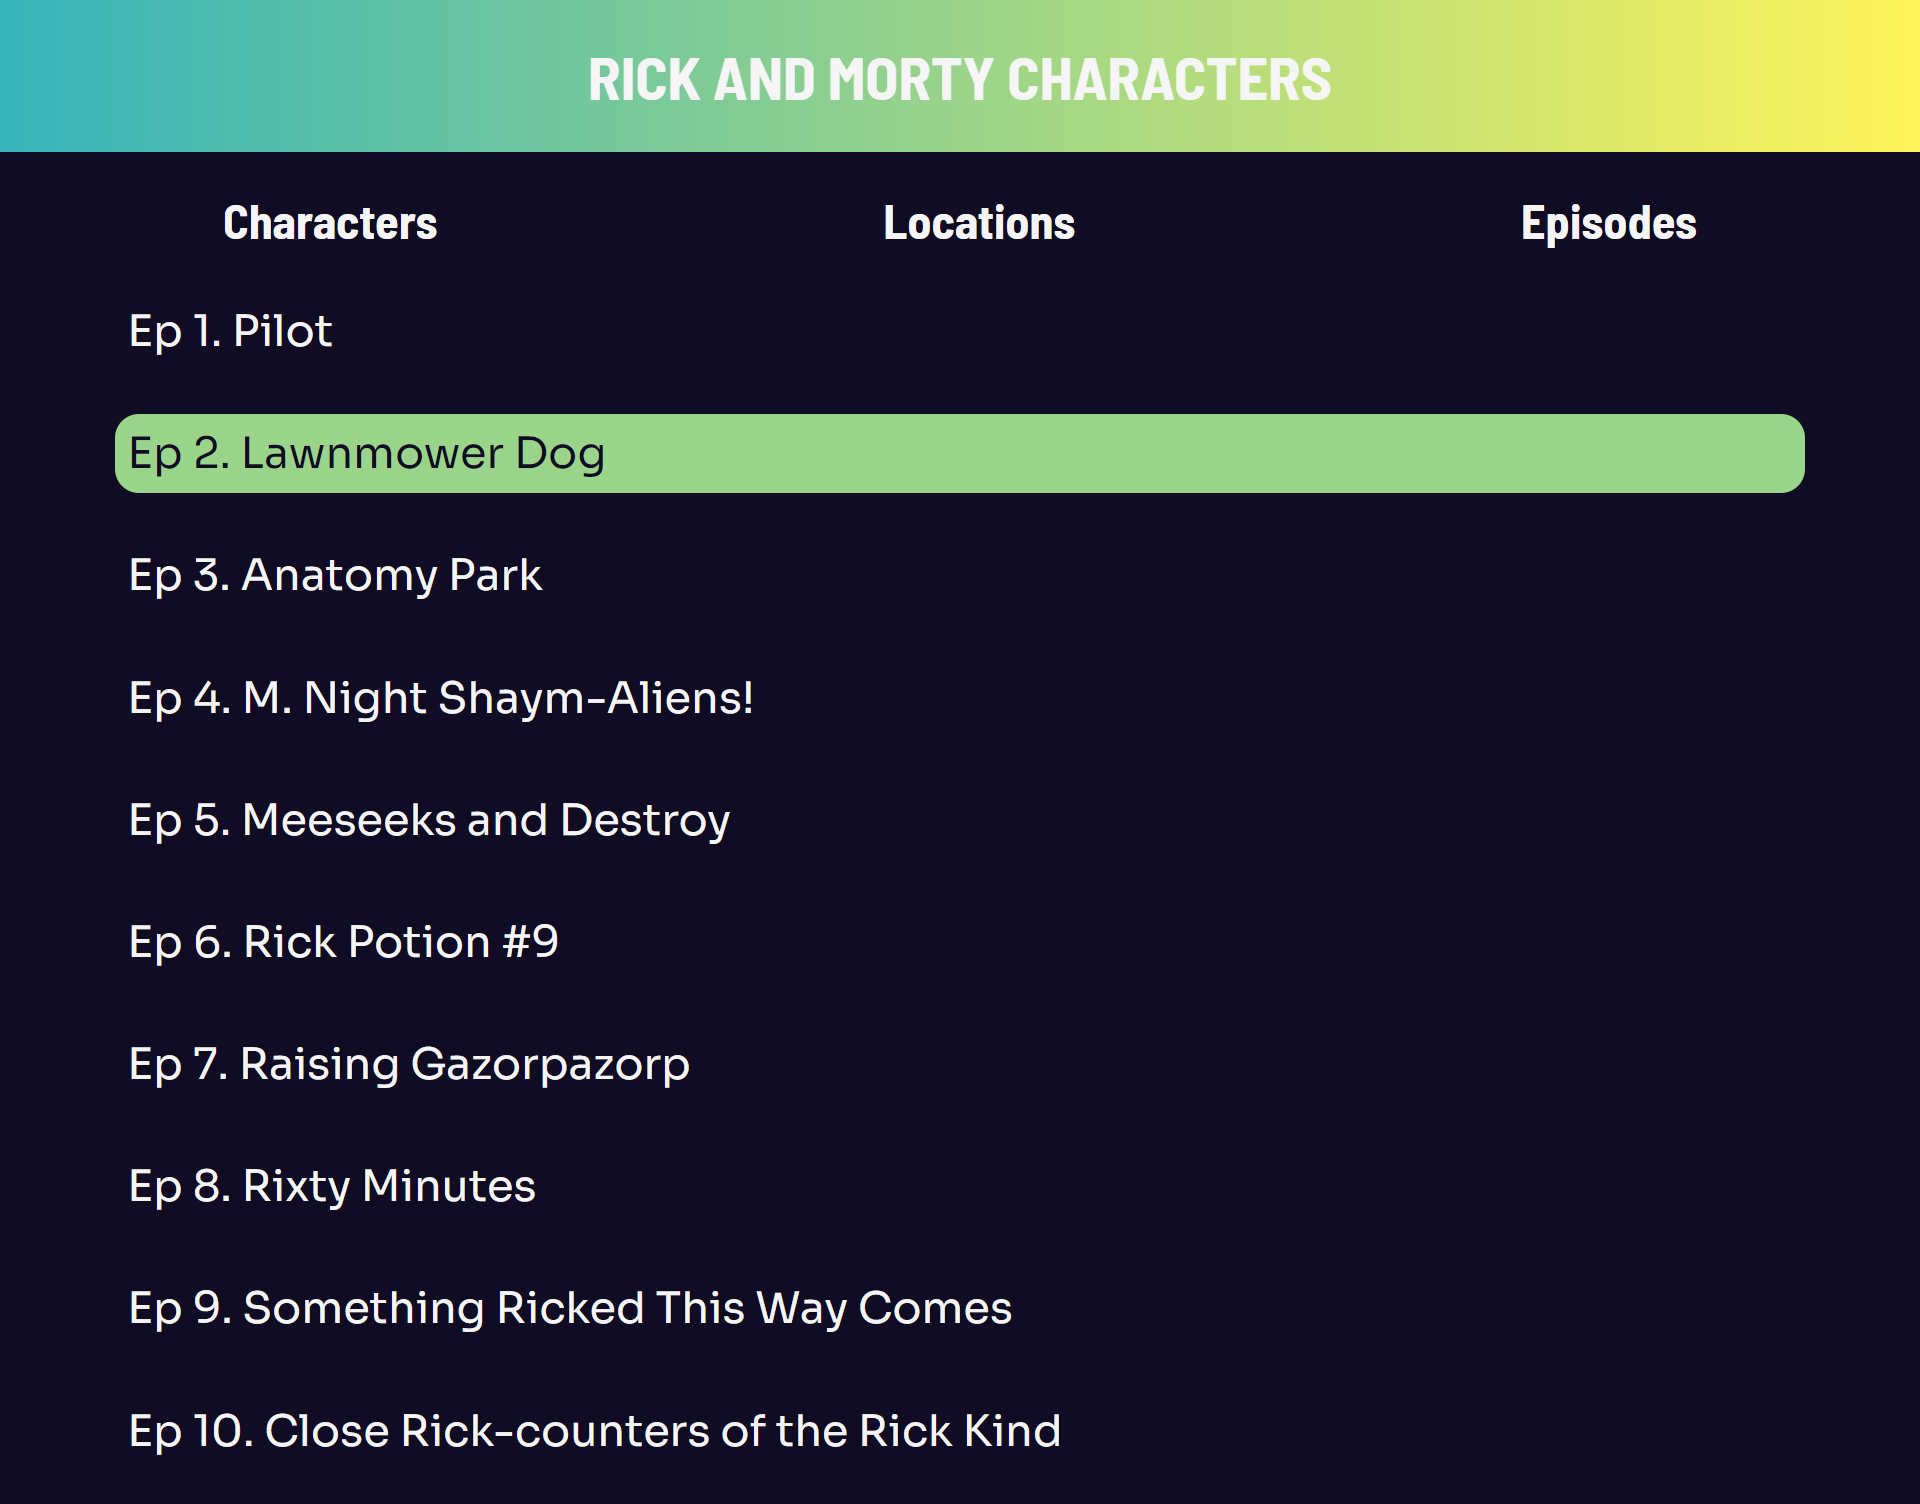 RICK AND MORTY CHARACTERS
Characters Locations Episodes
Ep 1. Pilot
Ep 2. Lawnmower Dog
Ep 3. Anatomy Park
Ep 4. M. Night Shaym-Aliens!
Ep 5. Meeseeks and Destroy
Ep 6. Rick Potion #9
Ep 7. Raising Gazorpazorp
Ep 8. Rixty Minutes
Ep 9. Something Ricked This Way Comes
Ep 10. Close Rick-counters of the Rick Kind